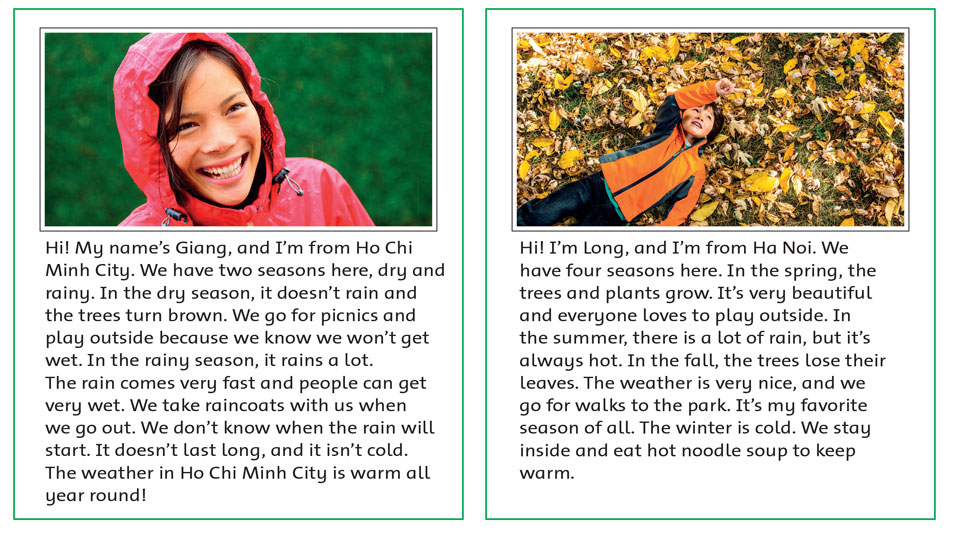 Hi! My name's Giang, and I'm from Ho Chi
Minh City. We have two seasons here, dry and
rainy. In the dry season, it doesn't rain and
the trees turn brown. We go for picnics and
play outside because we know we won't get
wet. In the rainy season, it rains a lot.
The rain comes very fast and people can get
very wet. We take raincoats with us when
we go out. We don't know when the rain will
start. It doesn't last long, and it isn't cold.
The weather in Ho Chi Minh City is warm all
year round!
Hi! I'm Long, and I'm from Ha Noi. We
have four seasons here. In the spring, the
trees and plants grow. It's very beautiful
and everyone loves to play outside. In
the summer, there is a lot of rain, but it's
always hot. In the fall, the trees lose their
leaves. The weather is very nice, and we
go for walks to the park. It's my favorite
season of all. The winter is cold. We stay
inside and eat hot noodle soup to keep
warm.